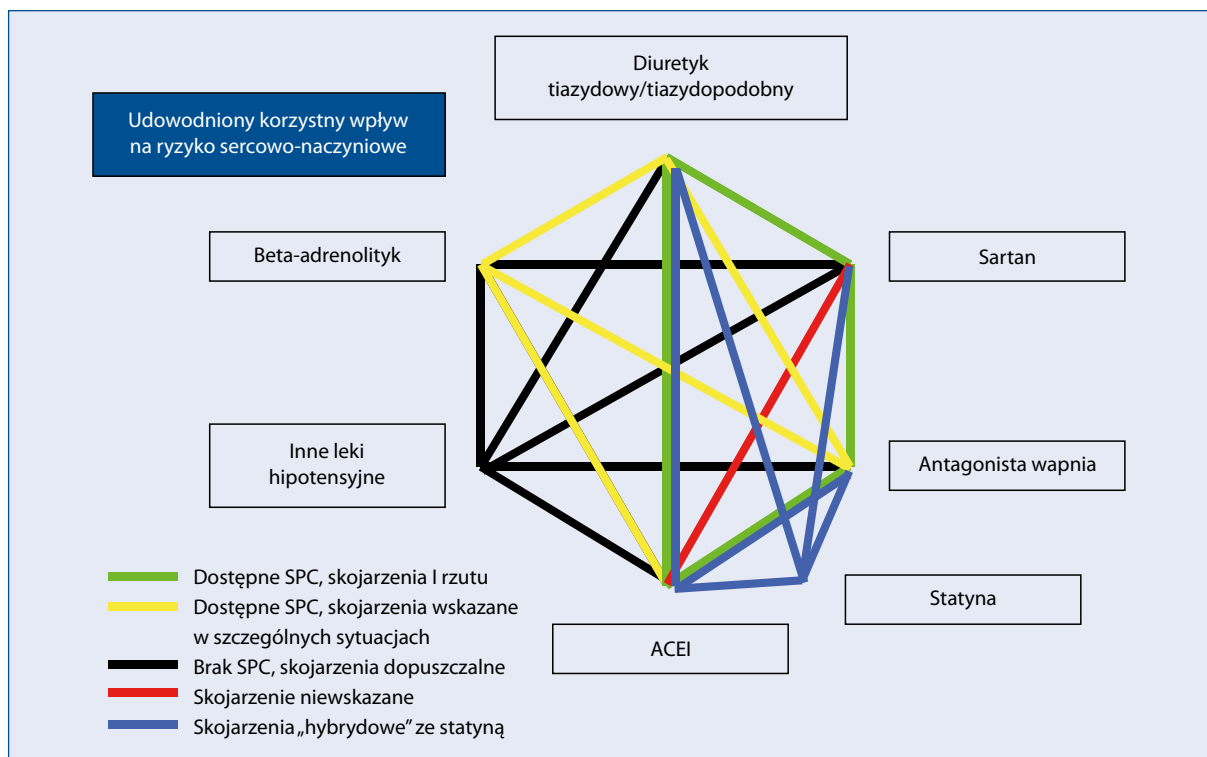 Diuretyk
tiazydowy/tiazydopodobny
Udowodniony korzystny wpływ
na ryzyko sercowo-naczyniowe
Beta-adrenolityk
Sartan
Inne leki
hipotensyjne
Antagonista wapnia
Statyna
ACEI
Dostępne SPC, skojarzenia I rzutu
Dostępne SPC, skojarzenia wskazane
w szczególnych sytuacjach
Brak SPC, skojarzenia dopuszczalne
Skojarzenie niewskazane
Skojarzenia „hybrydowe” ze statyną